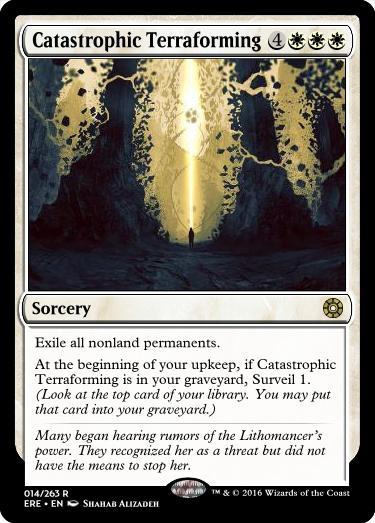 Catastrophic Terraforming 4
Sorcery
Exile all nonland permanents.
At the beginning of your upkeep, if Catastrophic
Terraforming is in your graveyard, Surveil 1.
(Look at the top card of your library. You may put
that card into your graveyard.)
Many began hearing rumors of the Lithomancer's
power. They recognized her as a threat but did not
have the means to stop her.
014/263 R
ERE • EN Shahab Alizadeh
™ & © 2016 Wizards of the Coast